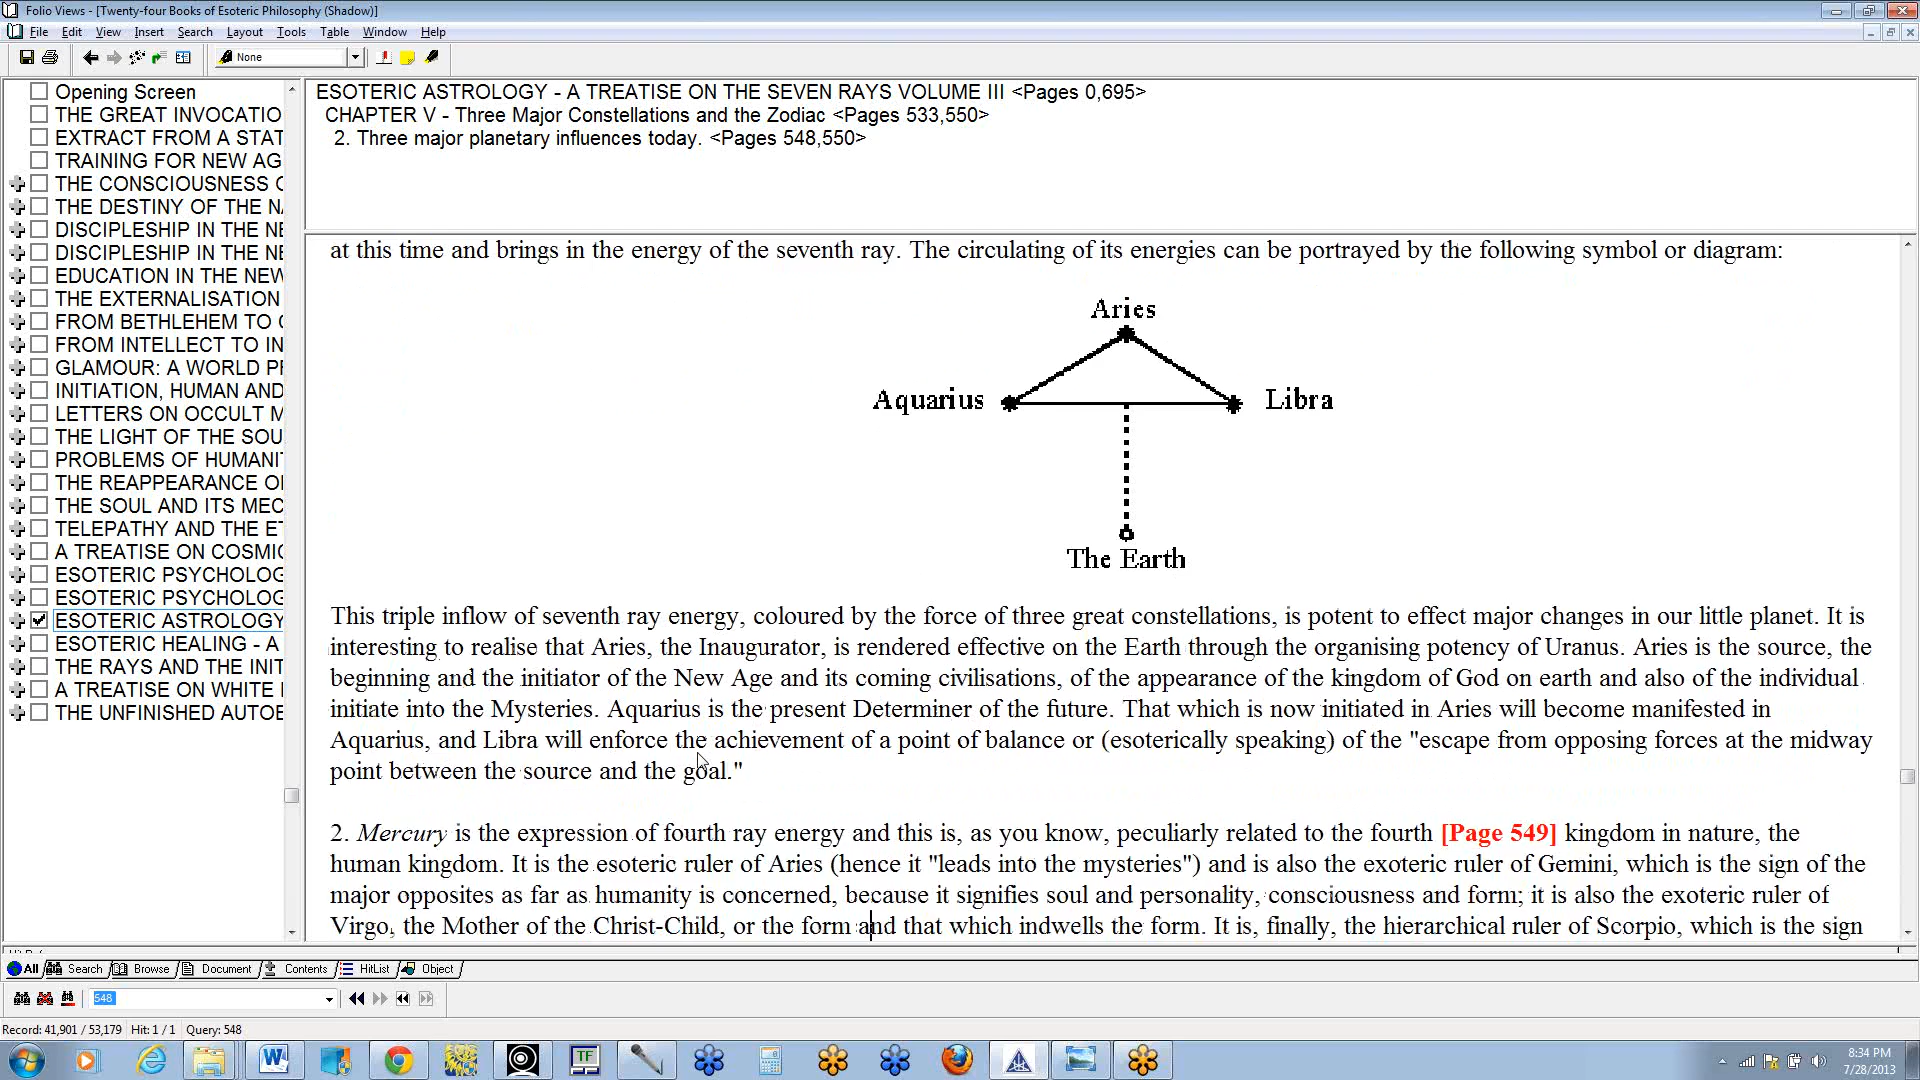 Folio Views - [Twenty-four Books of Esoteric Philosophy (Shadow)]
File Edit View Insert Search Layout Tools Table Window Help
None
Opening Screen
THE GREAT INVOCATIO
EXTRACT FROM A STAT
TRAINING FOR NEW AG
THE CONSCIOUSNESS O
THE DESTINY OF THE NA
DISCIPLESHIP IN THE NE
DISCIPLESHIP IN THE NE
EDUCATION IN THE NEW
THE EXTERNALISATION
FROM BETHLEHEM TO C
FROM INTELLECT TO IN
GLAMOUR: A WORLD PR
INITIATION, HUMAN AND
LETTERS ON OCCULT M
THE LIGHT OF THE SOU
PROBLEMS OF HUMANIT
THE REAPPEARANCE OF
THE SOUL AND ITS MEC
TELEPATHY AND THE ET
A TREATISE ON COSMIC
ESOTERIC PSYCHOLOG
ESOTERIC PSYCHOLOG
ESOTERIC ASTROLOGY
ESOTERIC HEALING - A
THE RAYS AND THE INIT
A TREATISE ON WHITE
THE UNFINISHED AUTOB
ESOTERIC ASTROLOGY - A TREATISE ON THE SEVEN RAYS VOLUME III <Pages 0,695>
CHAPTER V - Three Major Constellations and the Zodiac <Pages 533,550>
2. Three major planetary influences today. <Pages 548,550>
at this time and brings in the energy of the seventh ray. The circulating of its energies can be portrayed by the following symbol or diagram:
Aries
Aquarius Libra
The Earth
This triple inflow of seventh ray energy, coloured by the force of three great constellations, is potent to effect major changes in our little planet. It is
interesting to realise that Aries, the Inaugurator, is rendered effective on the Earth through the organising potency of Uranus. Aries is the source, the
beginning and the initiator of the New Age and its coming civilisations, of the appearance of the kingdom of God on earth and also of the individual
initiate into the Mysteries. Aquarius is the present Determiner of the future. That which is now initiated in Aries will become manifested in
Aquarius, and Libra will enforce the achievement of a point of balance or (esoterically speaking) of the "escape from opposing forces at the midway
point between the source and the goal."
2. Mercury is the expression of fourth ray energy and this is, as you know, peculiarly related to the fourth [Page 549] kingdom in nature, the
human kingdom. It is the esoteric ruler of Aries (hence it "leads into the mysteries") and is also the exoteric ruler of Gemini, which is the sign of the
major opposites as far as humanity is concerned, because it signifies soul and personality, consciousness and form; it is also the exoteric ruler of
Virgo, the Mother of the Christ-Child, or the form and that which indwells the form. It is, finally, the hierarchical ruler of Scorpio, which is the sign
All Search Browse Document Contents HitList Object
548
Record: 41,901 / 53,179 Hit: 1 / 1 Query: 548
W TF
8:34 PM
7/28/2013